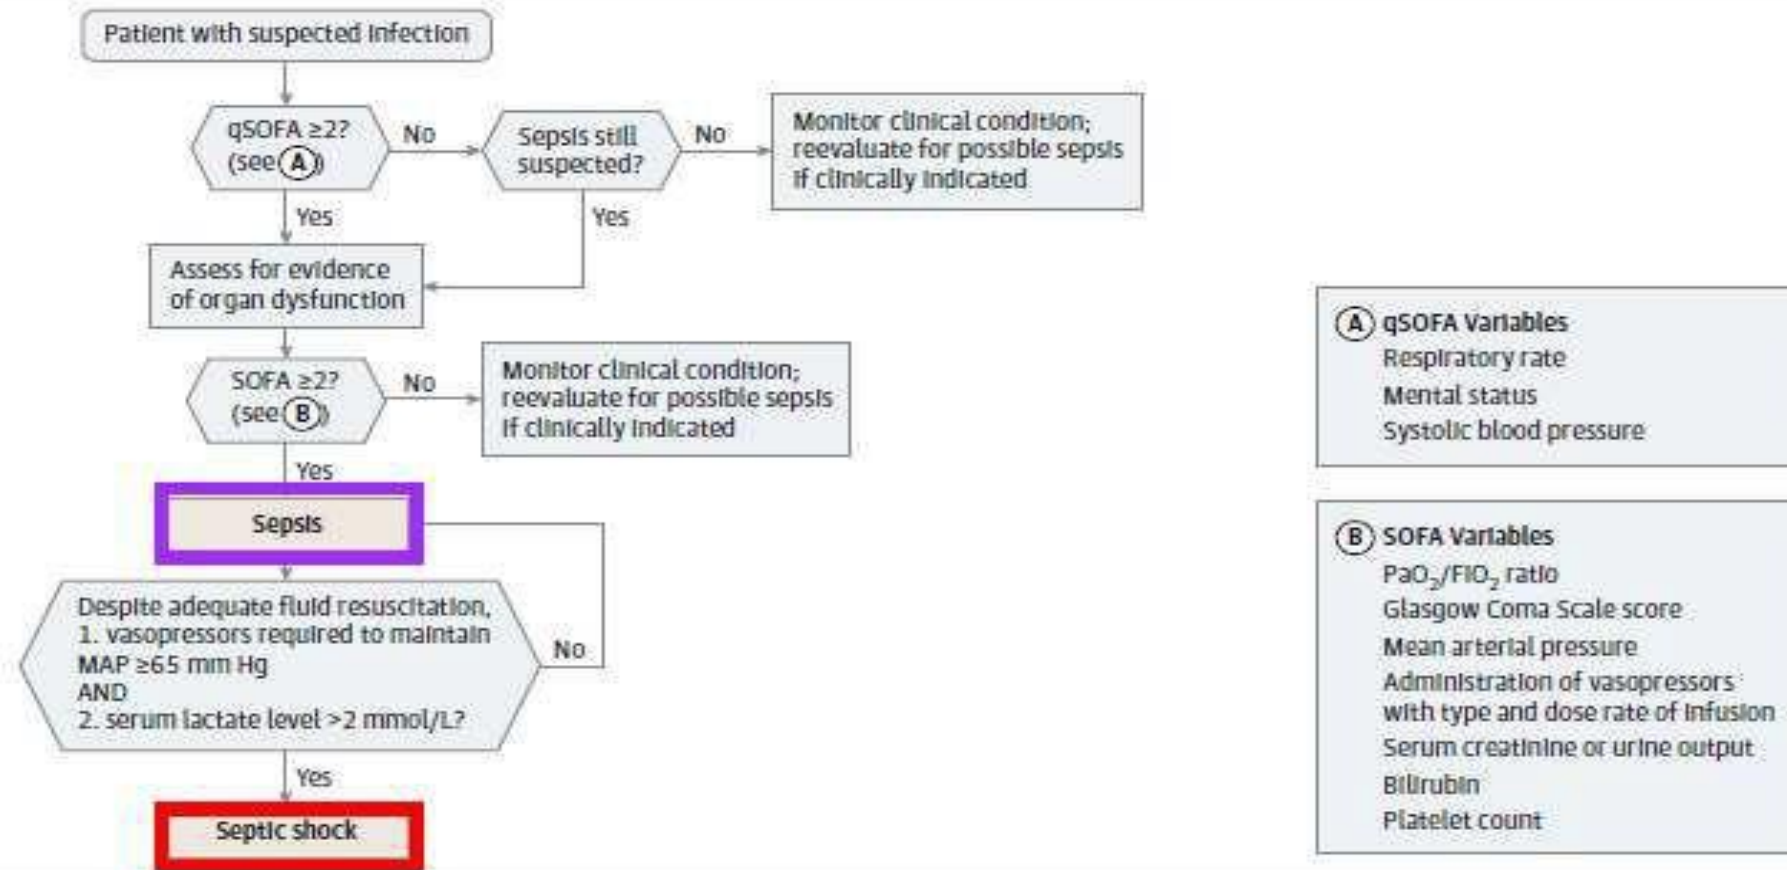 Patient with suspected infection
qSOFA ≥2?
(see Ⓐ)
No
Sepsis still
suspected?
No
Monitor clinical condition;
reevaluate for possible sepsis
if clinically indicated
Yes
Yes
Assess for evidence
of organ dysfunction
SOFA ≥2?
(see Ⓑ)
No
Monitor clinical condition;
reevaluate for possible sepsis
if clinically indicated
Yes
Sepsis
Despite adequate fluid resuscitation,
1. vasopressors required to maintain
MAP ≥65 mm Hg
AND
2. serum lactate level >2 mmol/L?
No
Yes
Septic shock
Ⓐ qSOFA Variables
Respiratory rate
Mental status
Systolic blood pressure
Ⓑ SOFA Variables
PaO₂/FiO₂ ratio
Glasgow Coma Scale score
Mean arterial pressure
Administration of vasopressors
with type and dose rate of infusion
Serum creatinine or urine output
Bilirubin
Platelet count